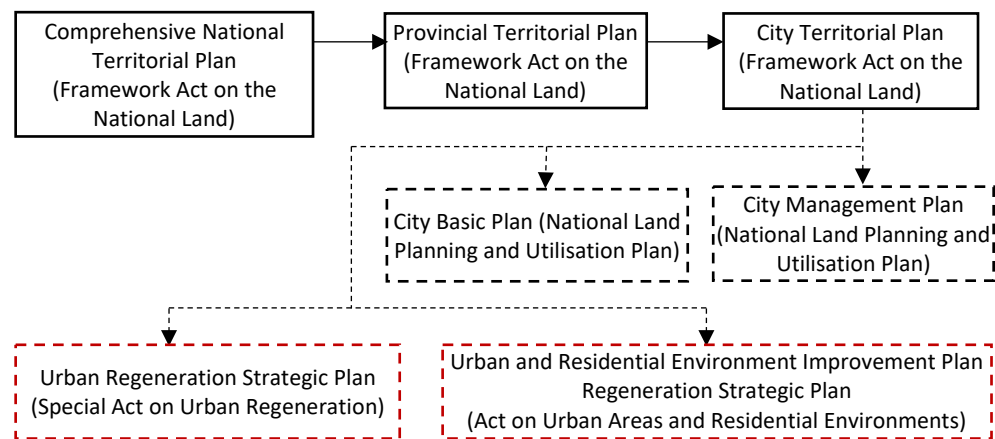 Comprehensive National
Territorial Plan
(Framework Act on the
National Land)
Provincial Territorial Plan
(Framework Act on the
National Land)
City Territorial Plan
(Framework Act on the
National Land)
City Basic Plan (National Land
Planning and Utilisation Plan)
City Management Plan
(National Land Planning and
Utilisation Plan)
Urban Regeneration Strategic Plan
(Special Act on Urban Regeneration)
Urban and Residential Environment Improvement Plan
Regeneration Strategic Plan
(Act on Urban Areas and Residential Environments)